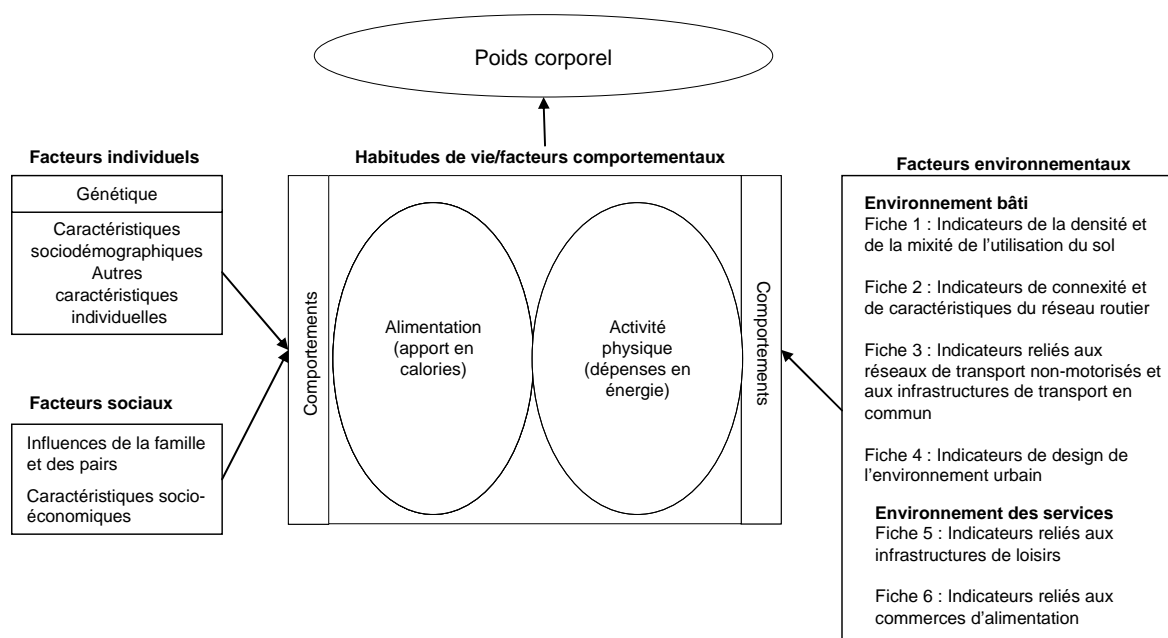 Poids corporel
Facteurs individuels
Génétique
Caractéristiques
sociodémographiques
Autres
caractéristiques
individuelles
Facteurs sociaux
Influences de la famille
et des pairs
Caractéristiques socio-
économiques
Habitudes de vie/facteurs comportementaux
Comportements
Alimentation
(apport en
calories)
Activité
physique
(dépenses en
énergie)
Comportements
Facteurs environnementaux
Environnement bâti
Fiche 1 : Indicateurs de la densité et
de la mixité de l’utilisation du sol
Fiche 2 : Indicateurs de connexité et
de caractéristiques du réseau routier
Fiche 3 : Indicateurs reliés aux
réseaux de transport non-motorisés et
aux infrastructures de transport en
commun
Fiche 4 : Indicateurs de design de
l’environnement urbain
Environnement des services
Fiche 5 : Indicateurs reliés aux
infrastructures de loisirs
Fiche 6 : Indicateurs reliés aux
commerces d’alimentation